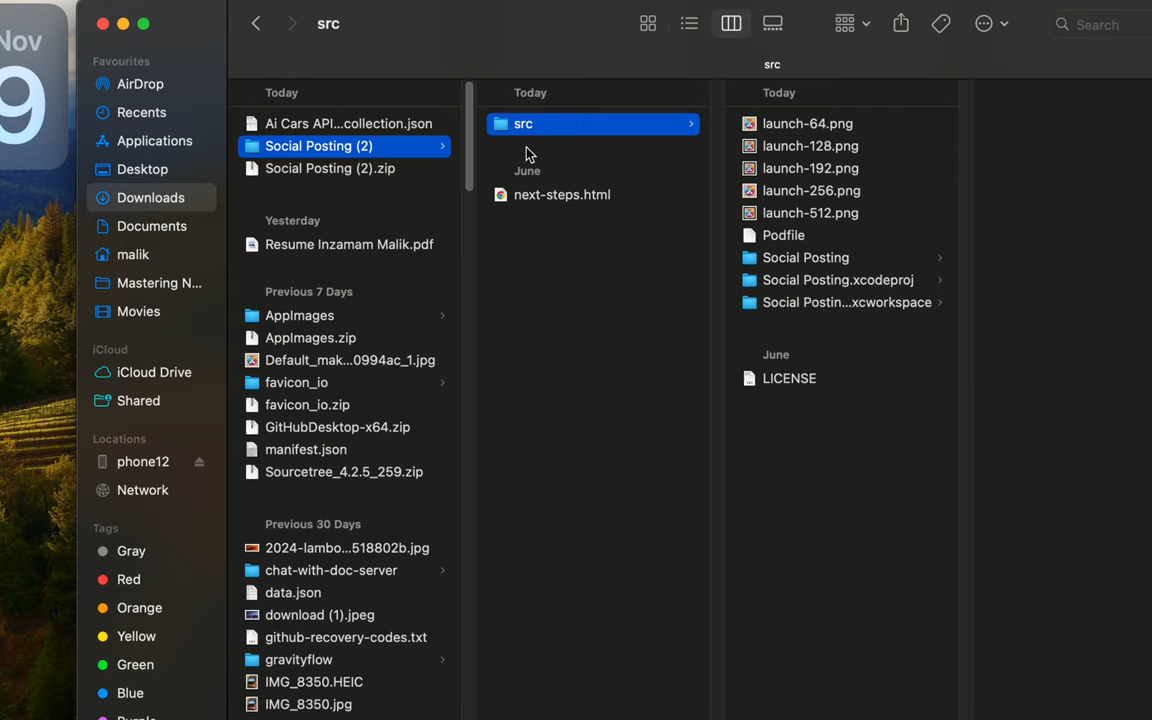 Nov
9
Favourites
AirDrop
Recents
Applications
Desktop
Downloads
Documents
malik
Mastering N...
Movies
iCloud
iCloud Drive
Shared
Locations
phone12
Network
Tags
Gray
Red
Orange
Yellow
Green
Blue
src
Search
src
Today
Ai Cars API...collection.json
Social Posting (2)
Social Posting (2).zip
Yesterday
Resume Inzamam Malik.pdf
Previous 7 Days
AppImages
AppImages.zip
Default_mak...0994ac_1.jpg
favicon_io
favicon_io.zip
GitHubDesktop-x64.zip
manifest.json
Sourcetree_4.2.5_259.zip
Previous 30 Days
2024-lambo...518802b.jpg
chat-with-doc-server
data.json
download (1).jpeg
github-recovery-codes.txt
gravityflow
IMG_8350.HEIC
IMG_8350.jpg
Today
src
June
next-steps.html
Today
launch-64.png
launch-128.png
launch-192.png
launch-256.png
launch-512.png
Podfile
Social Posting
Social Posting.xcodeproj
Social Postin...xcworkspace
June
LICENSE